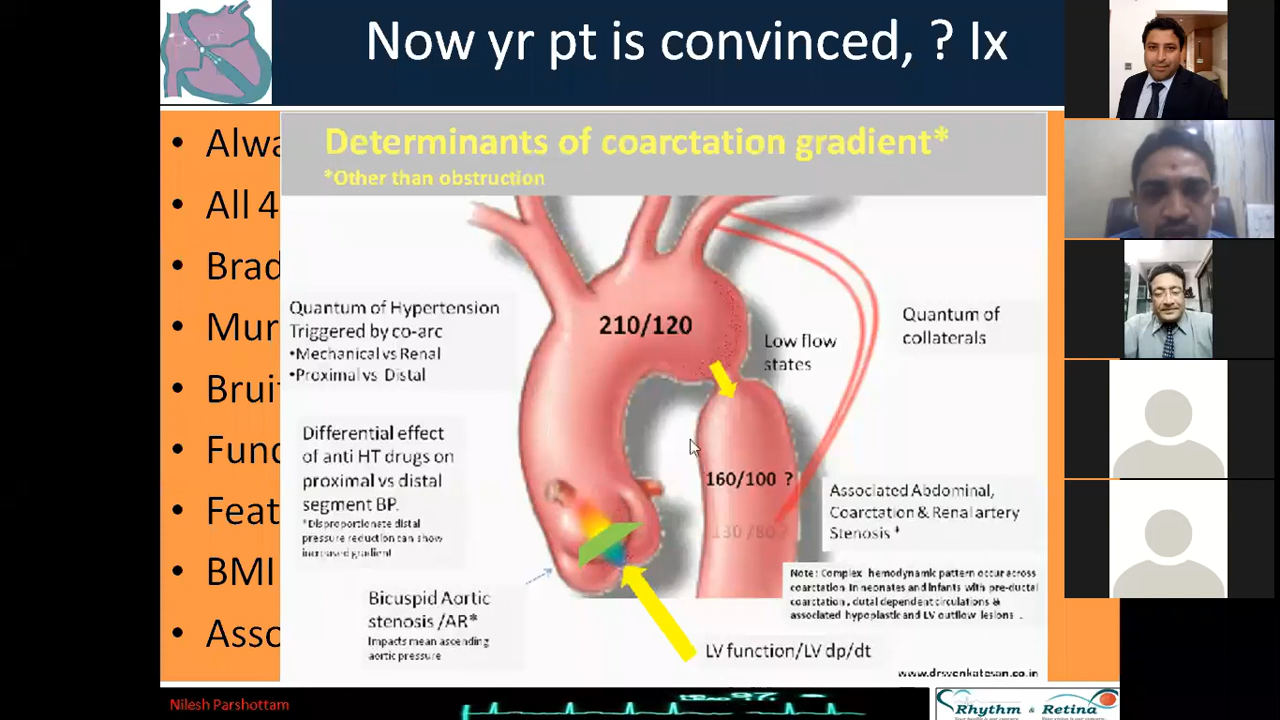 Now yr pt is convinced, ? Ix
• Alwa
• All 4
• Brad
• Mur
• Brui
• Fund
• Feat
• BMI
• Asso
Determinants of coarctation gradient*
*Other than obstruction
Quantum of Hypertension
Triggered by co-arc
•Mechanical vs Renal
•Proximal vs Distal
210/120
Low flow
states
Quantum of
collaterals
Differential effect
of anti HT drugs on
proximal vs distal
segment BP.
*Disproportionate distal
pressure reduction can show
increased gradient
160/100 ?
130/80 ?
Associated Abdominal,
Coarctation & Renal artery
Stenosis *
Note: Complex hemodynamic pattern occur across
coarctation in neonates and infants with pre-ductal
coarctation , dutal dependent circulations &
associated hypoplastic and LV outflow lesions .
Bicuspid Aortic
stenosis /AR*
Impacts mean ascending
aortic pressure
LV function/LV dp/dt
www.drsvenkatesan.co.in
Nilesh Parshottam
Rhythm & Retina